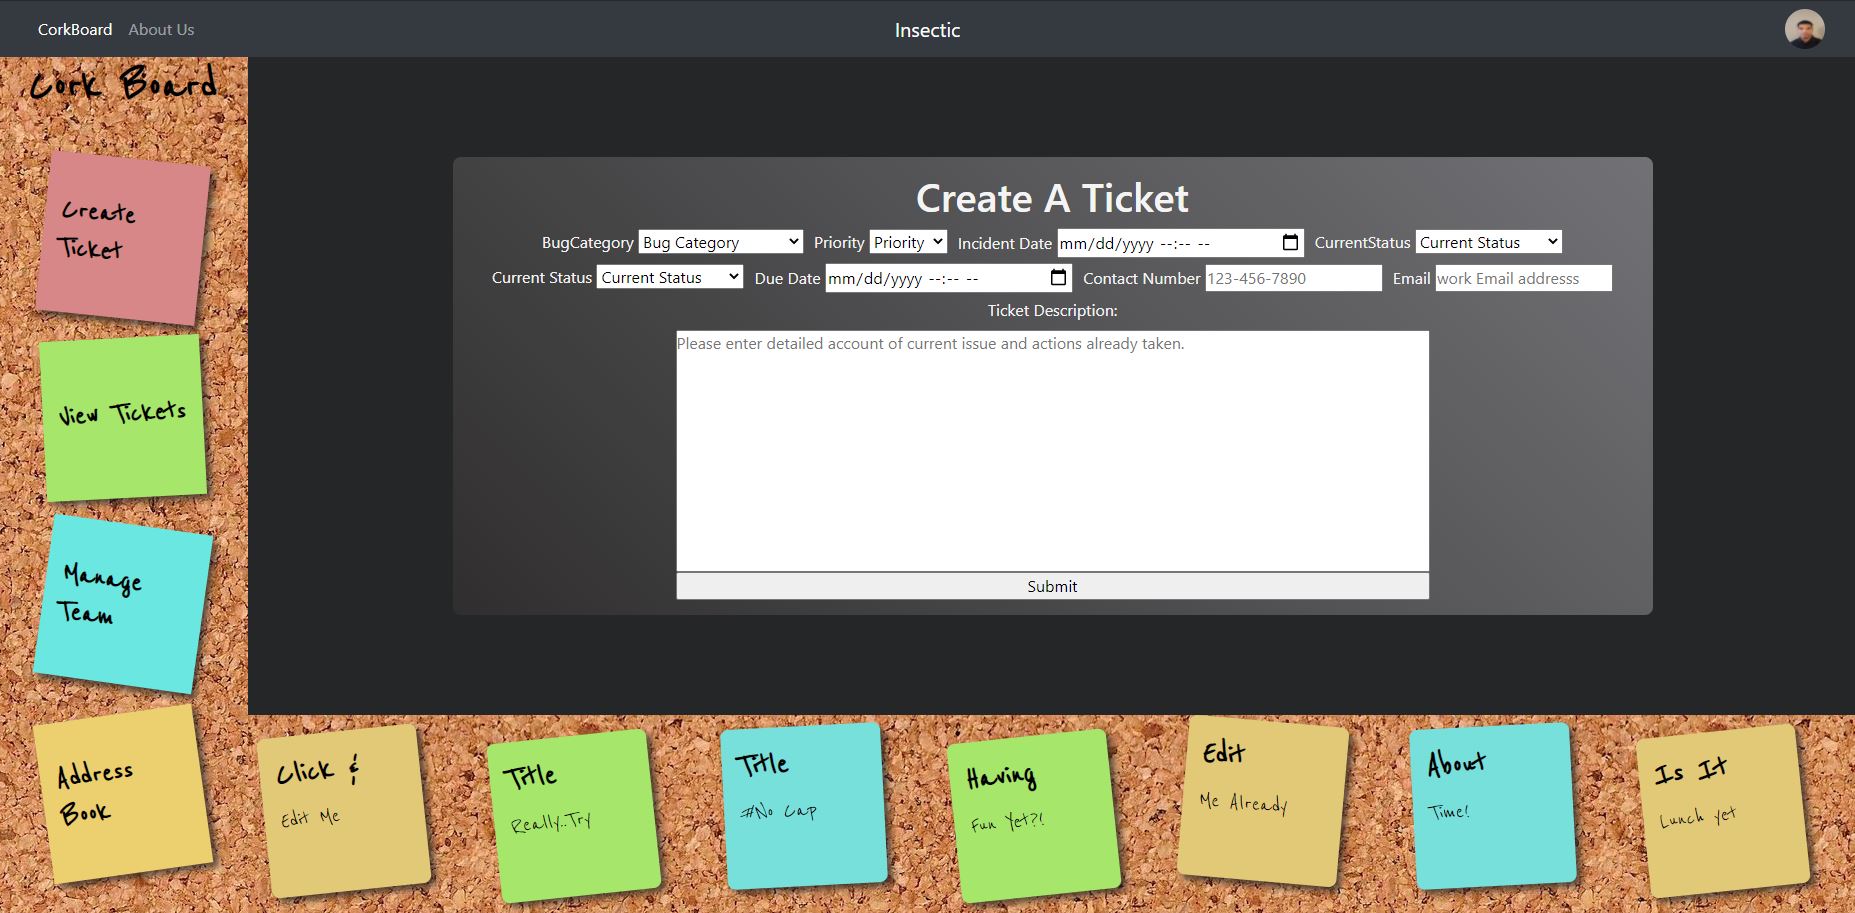 CorkBoard About Us
Insectic
Cork Board
Create
Ticket
View Tickets
Manage
Team
Address
Book
Create A Ticket
BugCategory Bug Category Priority Priority Incident Date mm/dd/yyyy --:-- -- CurrentStatus Current Status
Current Status Current Status Due Date mm/dd/yyyy --:-- -- Contact Number 123-456-7890 Email work Email addresss
Ticket Description:
Please enter detailed account of current issue and actions already taken.
Submit
Click &
Edit Me
Title
Really..Try
Title
#No Cap
Having
Fun Yet?!
Edit
Me Already
About
Time!
Is It
Lunch yet